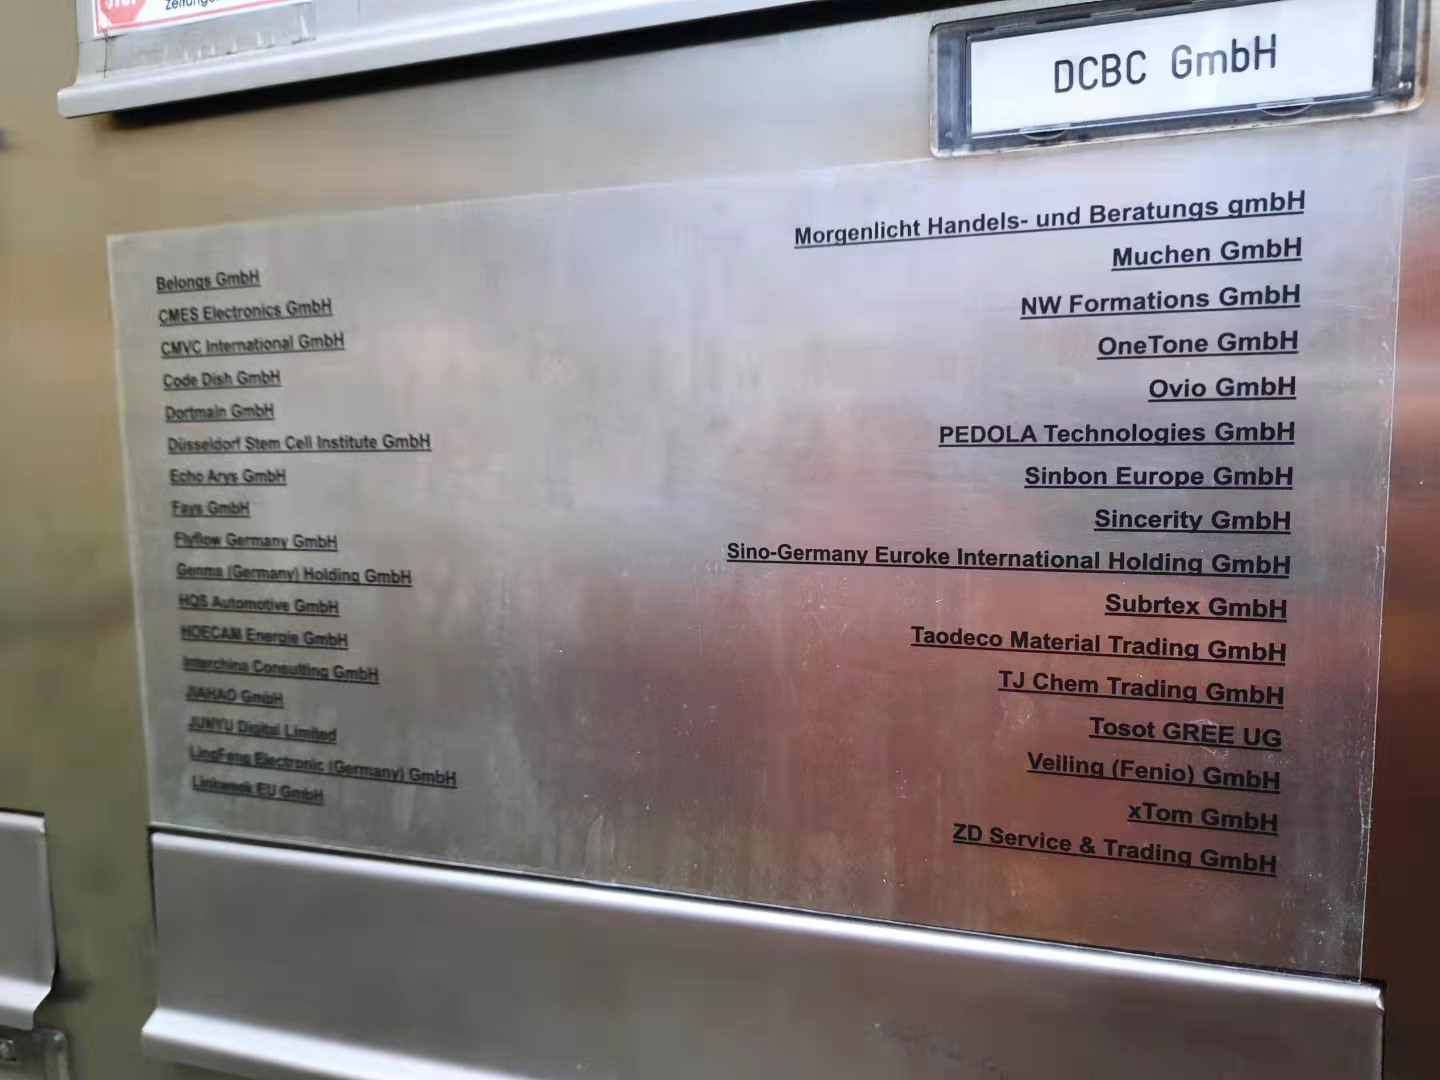 STOP
DCBC GmbH
Belongs GmbH
CMES Electronics GmbH
CMVC International GmbH
Code Dish GmbH
Dortmain GmbH
Düsseldorf Stem Cell Institute GmbH
Echo Arys GmbH
Fays GmbH
Flyflow Germany GmbH
Genma (Germany) Holding GmbH
HQS Automotive GmbH
HOECAM Energie GmbH
Interchina Consulting GmbH
JIAHAO GmbH
JUNYU Digital Limited
LingFeng Electronic (Germany) GmbH
Linkweek EU GmbH
Morgenlicht Handels- und Beratungs gmbH
Muchen GmbH
NW Formations GmbH
OneTone GmbH
Ovio GmbH
PEDOLA Technologies GmbH
Sinbon Europe GmbH
Sincerity GmbH
Sino-Germany Euroke International Holding GmbH
Subrtex GmbH
Taodeco Material Trading GmbH
TJ Chem Trading GmbH
Tosot GREE UG
Veiling (Fenio) GmbH
xTom GmbH
ZD Service & Trading GmbH